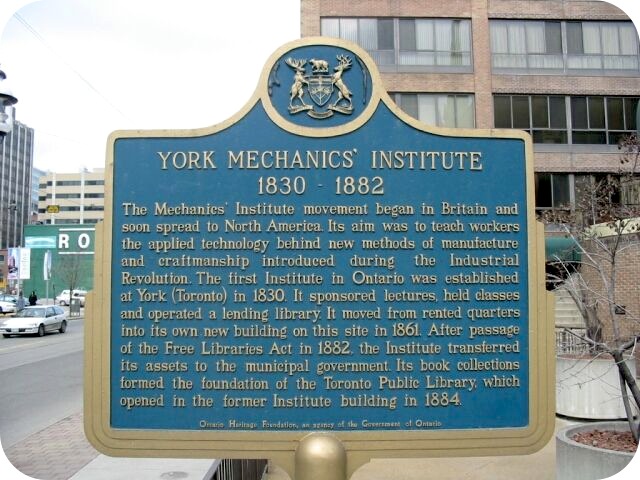 YORK MECHANICS' INSTITUTE
1830 - 1882
The Mechanics' Institute movement began in Britain and
soon spread to North America. Its aim was to teach workers
the applied technology behind new methods of manufacture
and craftmanship introduced during the Industrial
Revolution. The first Institute in Ontario was established
at York (Toronto) in 1830. It sponsored lectures, held classes
and operated a lending library. It moved from rented quarters
into its own new building on this site in 1861. After passage
of the Free Libraries Act in 1882, the Institute transferred
its assets to the municipal government. Its book collections
formed the foundation of the Toronto Public Library, which
opened in the former Institute building in 1884.
Ontario Heritage Foundation, an agency of the Government of Ontario
RO